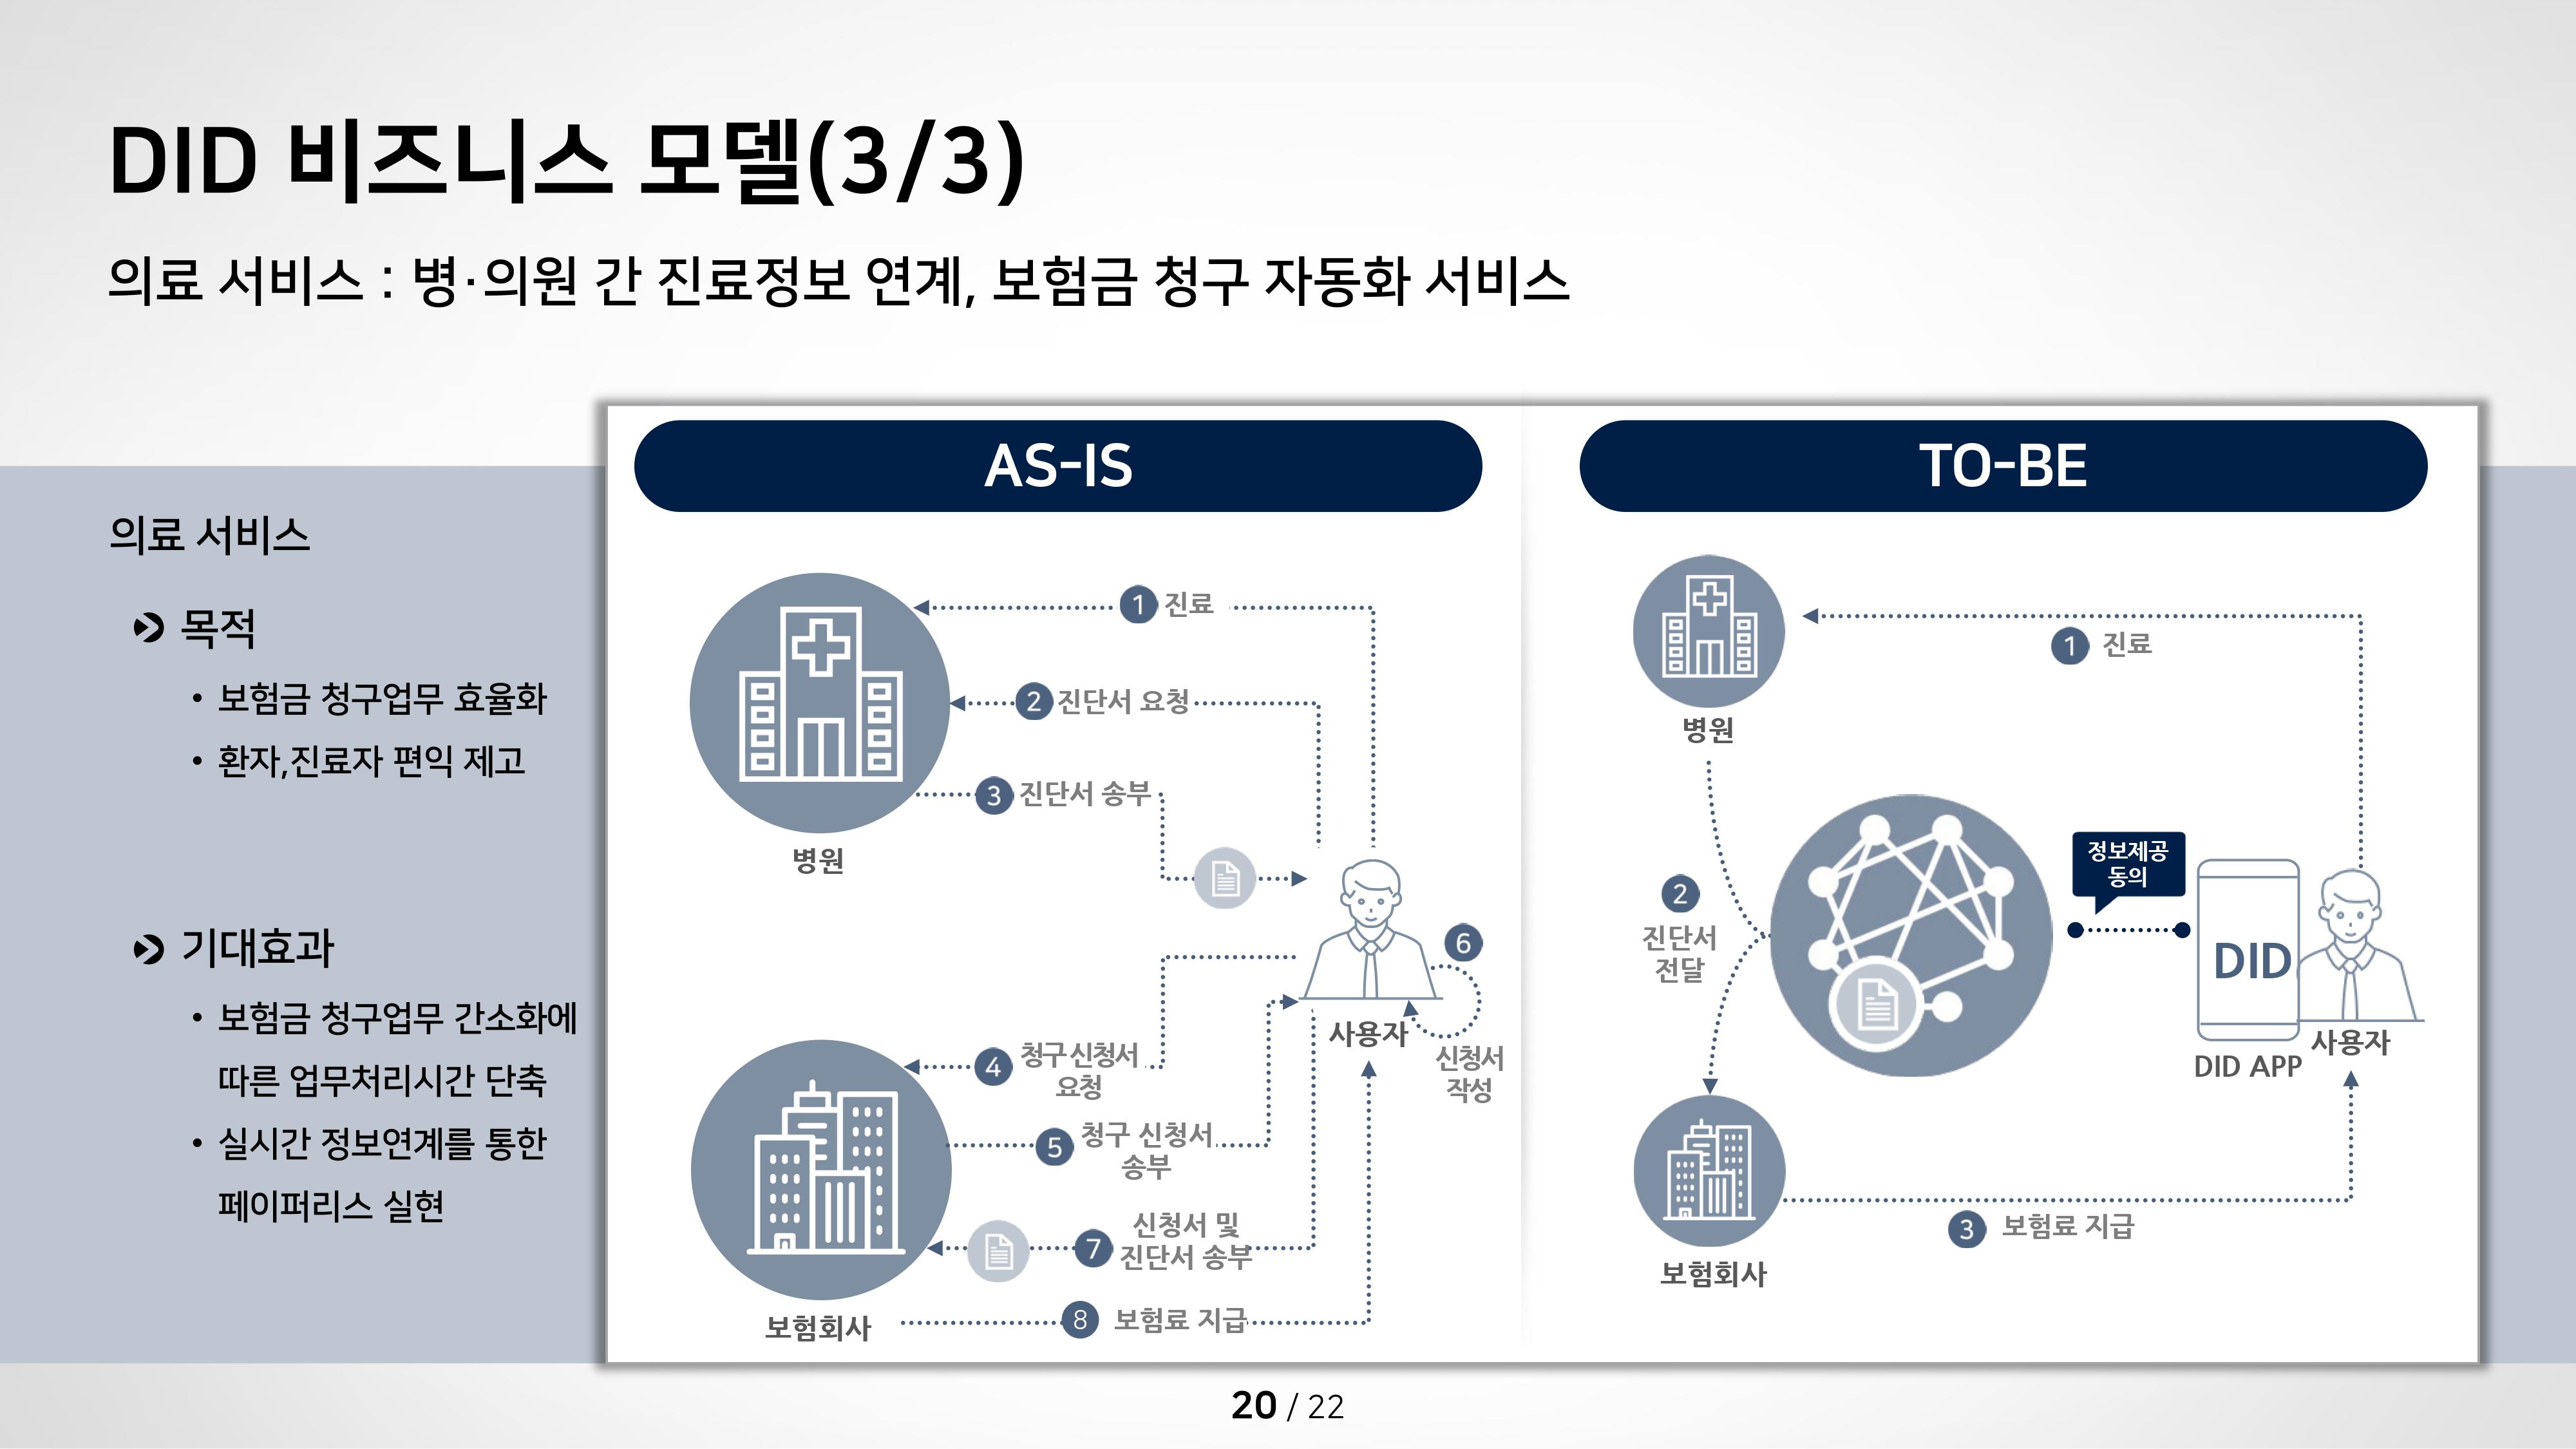 DID 비즈니스 모델(3/3)
의료 서비스 : 병·의원 간 진료정보 연계, 보험금 청구 자동화 서비스
의료 서비스
목적
• 보험금 청구업무 효율화
• 환자,진료자 편익 제고
기대효과
• 보험금 청구업무 간소화에
따른 업무처리시간 단축
• 실시간 정보연계를 통한
페이퍼리스 실현
AS-IS
1 진료
2 진단서 요청
3 진단서 송부
병원
사용자
6
신청서
작성
4 청구 신청서
요청
5 청구 신청서
송부
7 신청서 및
진단서 송부
8 보험료 지급
보험회사
TO-BE
1 진료
병원
2
진단서
전달
정보제공
동의
DID
DID APP
사용자
3 보험료 지급
보험회사
20 / 22